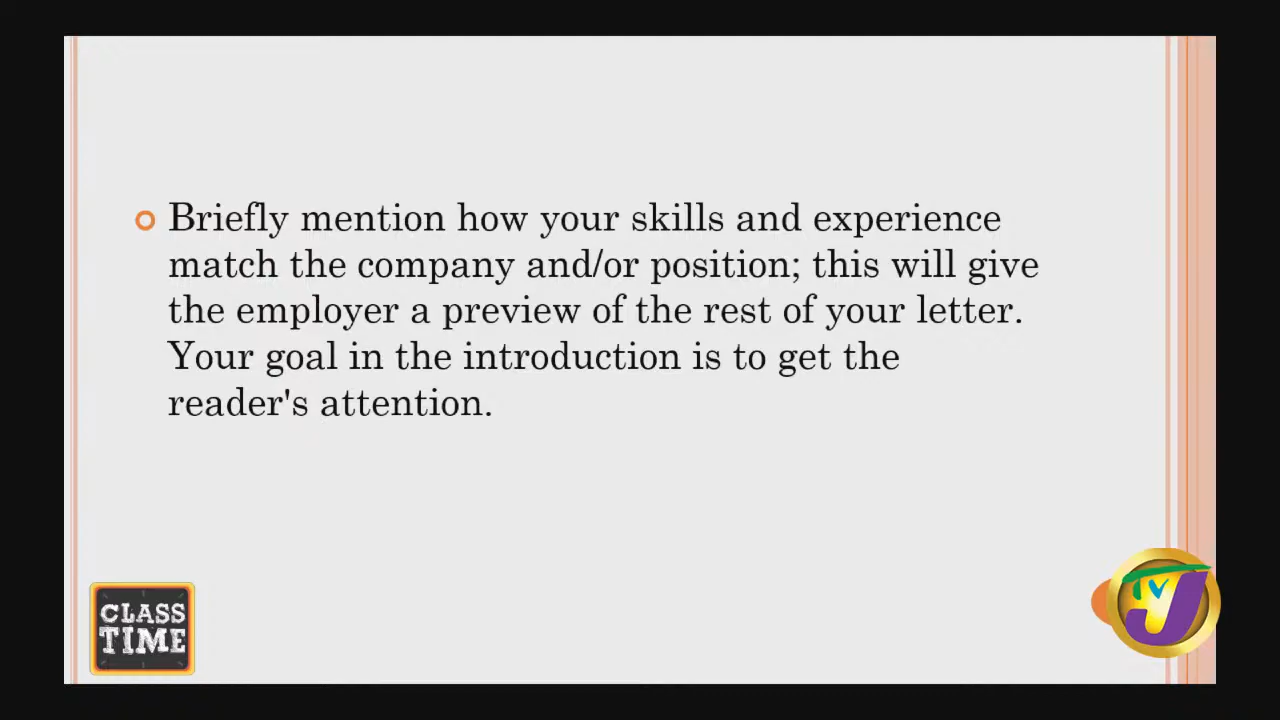 Briefly mention how your skills and experience
match the company and/or position; this will give
the employer a preview of the rest of your letter.
Your goal in the introduction is to get the
reader's attention.
CLASS
TIME
TVJ